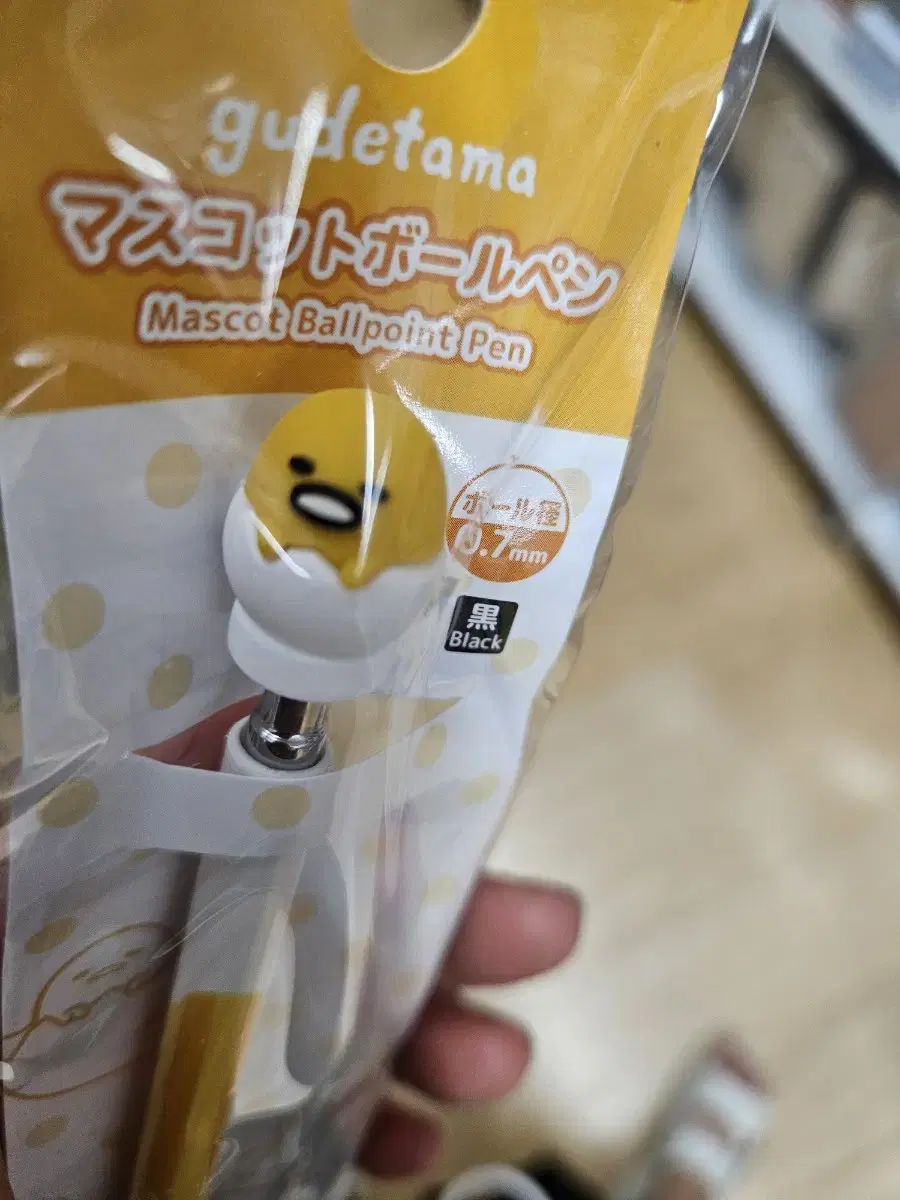 gudetama
マスコットボールペン
Mascot Ballpoint Pen
ボール径
0.7mm
黒
Black